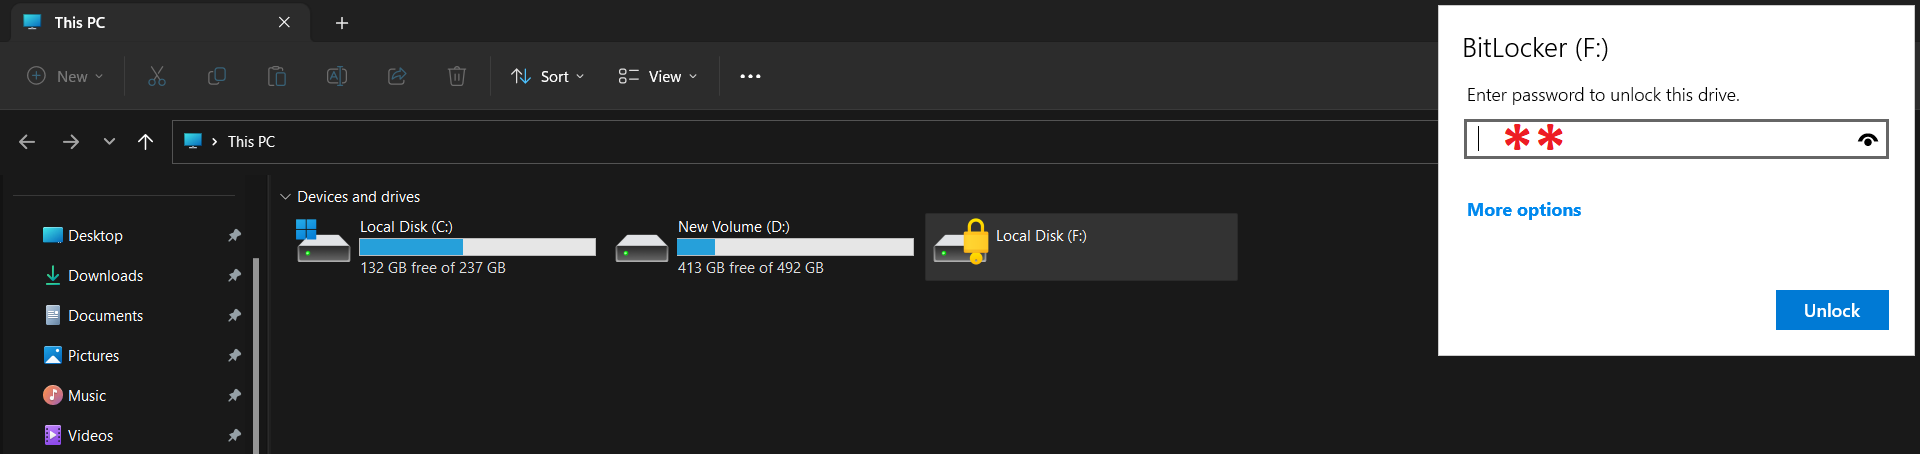 This PC
New
Sort
View
This PC
Desktop
Downloads
Documents
Pictures
Music
Videos
Devices and drives
Local Disk (C:)
132 GB free of 237 GB
New Volume (D:)
413 GB free of 492 GB
Local Disk (F:)
BitLocker (F:)
Enter password to unlock this drive.
**
More options
Unlock